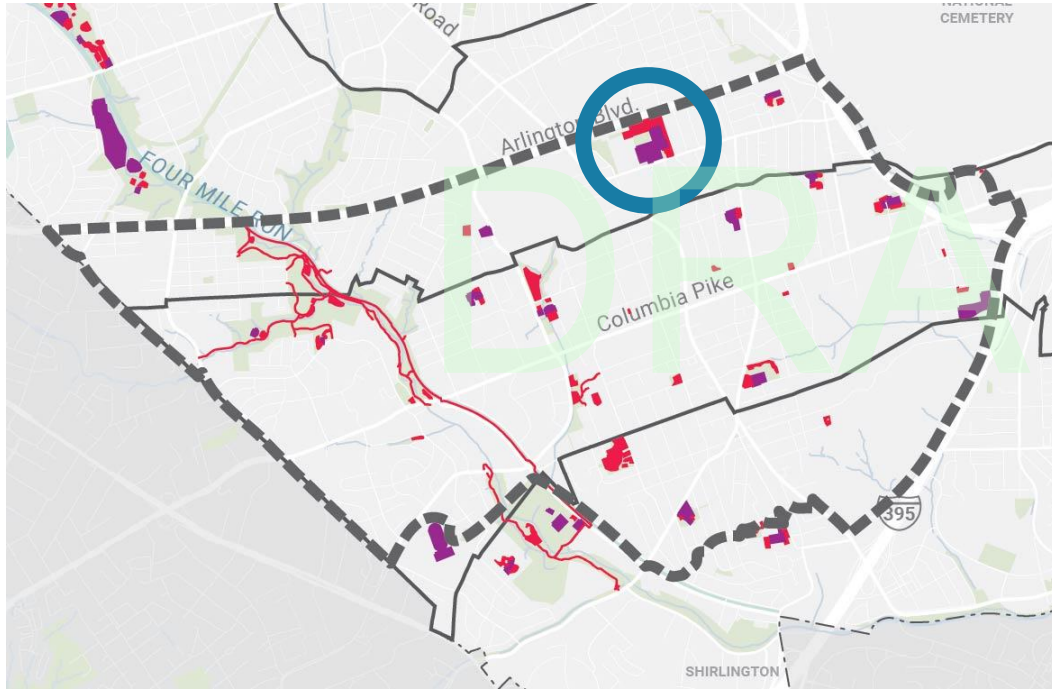 Road
NATIONAL
CEMETERY
Arlington Blvd.
FOUR MILE RUN
DRA
Columbia Pike
395
SHIRLINGTON